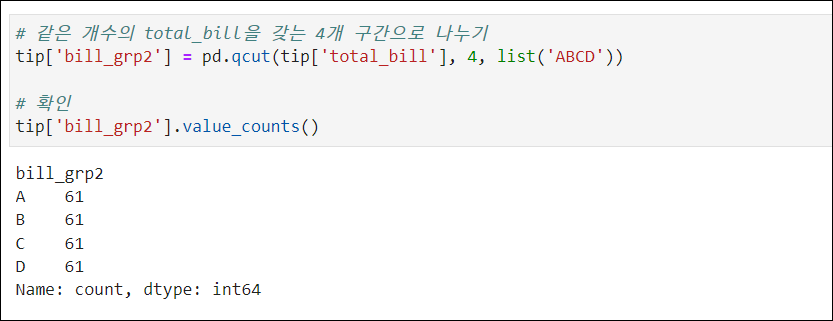 # 같은 개수의 total_bill을 갖는 4개 구간으로 나누기
tip['bill_grp2'] = pd.qcut(tip['total_bill'], 4, list('ABCD'))
# 확인
tip['bill_grp2'].value_counts()
bill_grp2
A    61
B    61
C    61
D    61
Name: count, dtype: int64